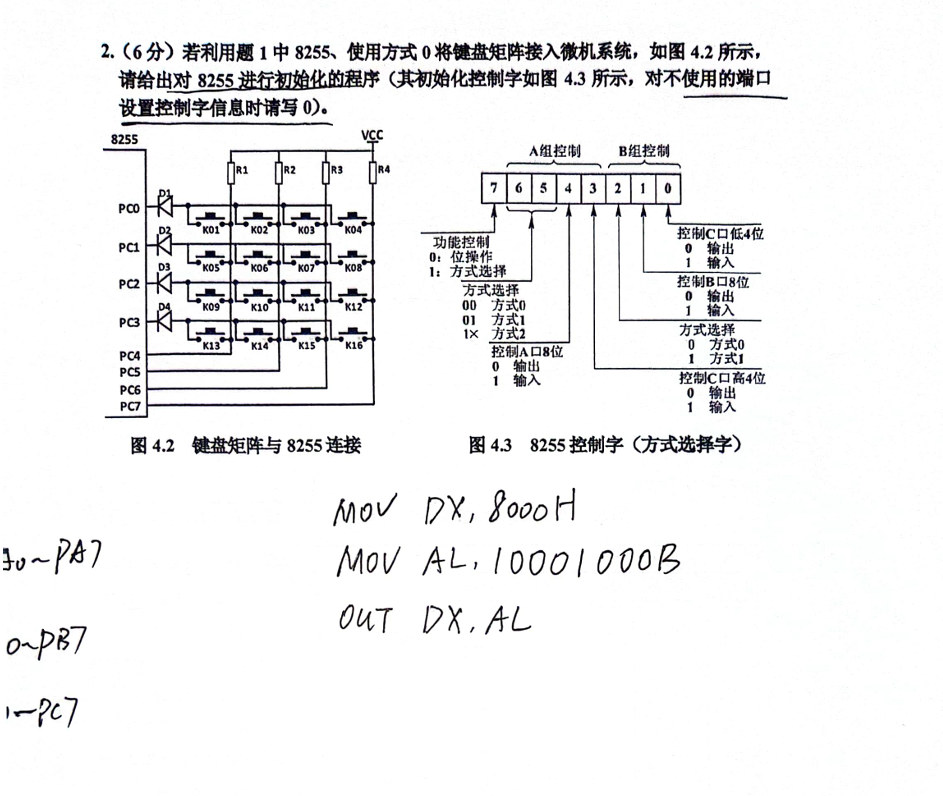 2.（6分）若利用题1中8255、使用方式0将键盘矩阵接入微机系统，如图4.2所示，
请给出对8255进行初始化的程序（其初始化控制字如图4.3所示，对不使用的端口
设置控制字信息时请写0）。
8255
VCC
R1 R2 R3 R4
PC0 D1 K01 K02 K03 K04
PC1 D2 K05 K06 K07 K08
PC2 D3 K09 K10 K11 K12
PC3 D4 K13 K14 K15 K16
PC4
PC5
PC6
PC7
图 4.2 键盘矩阵与 8255 连接
A组控制 B组控制
7 6 5 4 3 2 1 0
功能控制
0：位操作
1：方式选择
方式选择
00 方式0
01 方式1
1× 方式2
控制A口8位
0 输出
1 输入
控制C口低4位
0 输出
1 输入
控制B口8位
0 输出
1 输入
方式选择
0 方式0
1 方式1
控制C口高4位
0 输出
1 输入
图 4.3 8255 控制字（方式选择字）
MOV DX, 8000H
MOV AL, 10001000B
OUT DX, AL
~PA7
0~PB7
~PC7